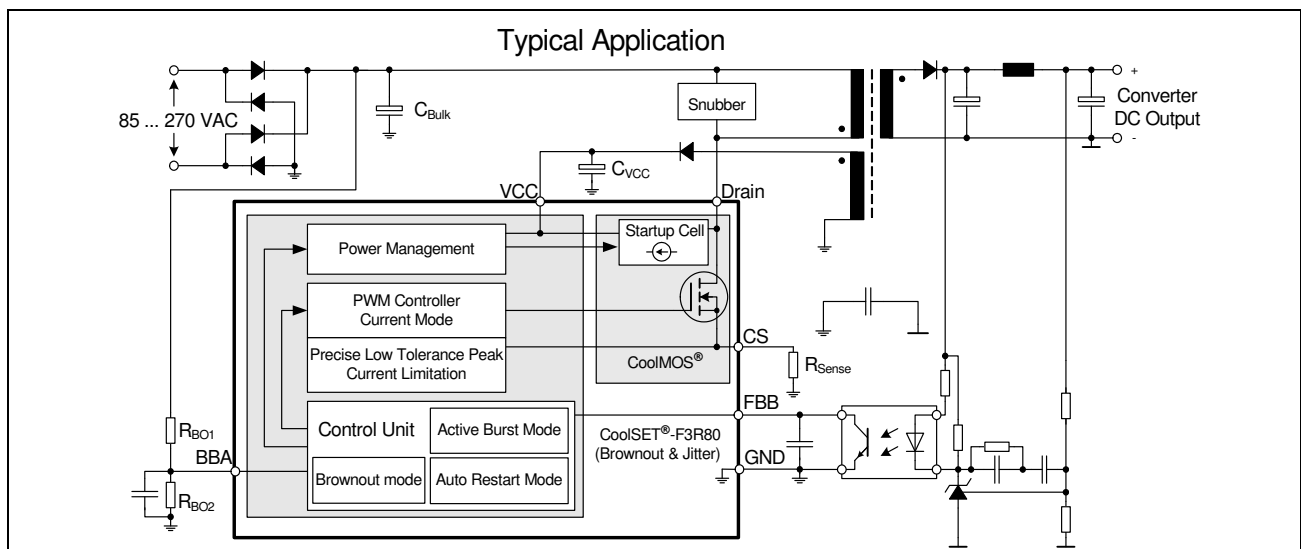 Typical Application
85 ... 270 VAC
CBulk
Snubber
+
Converter
DC Output
-
CVCC
VCC
Drain
Power Management
Startup Cell
PWM Controller
Current Mode
Precise Low Tolerance Peak
Current Limitation
CoolMOS®
CS
RSense
FBB
RBO1
Control Unit
Active Burst Mode
CoolSET®-F3R80
(Brownout & Jitter)
BBA
GND
Brownout mode
Auto Restart Mode
RBO2